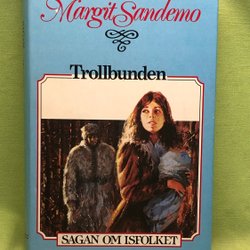 Margit Sandemo
Trollbunden
SAGAN OM ISFOLKET